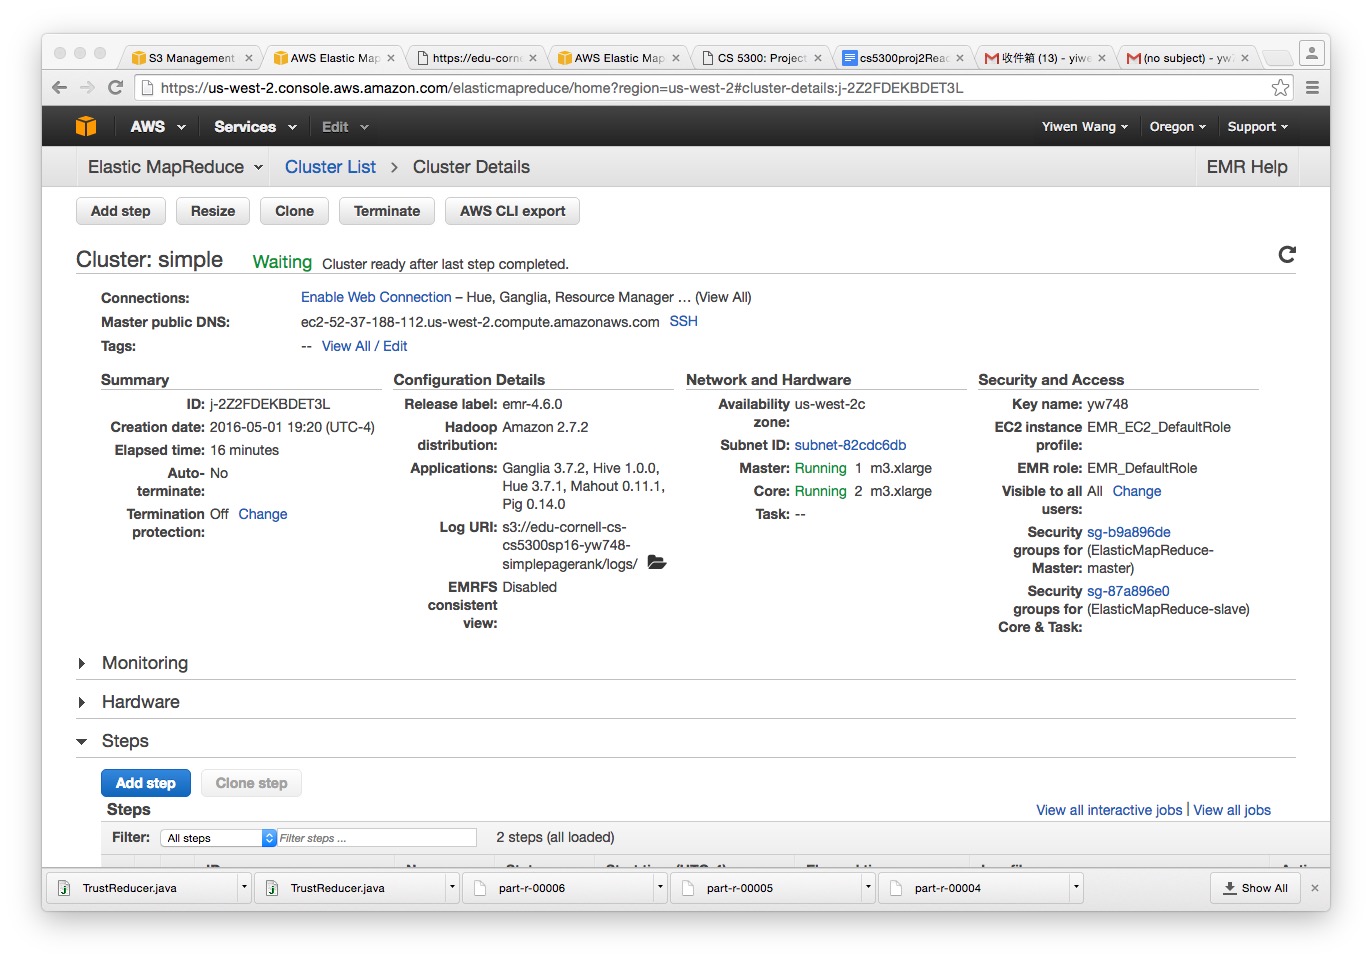 S3 Management
AWS Elastic Map
https://edu-corne
AWS Elastic Map
CS 5300: Project
cs5300proj2Read
收件箱 (13) - yiwe
(no subject) - yw7
https://us-west-2.console.aws.amazon.com/elasticmapreduce/home?region=us-west-2#cluster-details:j-2Z2FDEKBDET3L
AWS Services Edit Yiwen Wang Oregon Support
Elastic MapReduce Cluster List > Cluster Details EMR Help
Add step Resize Clone Terminate AWS CLI export
Cluster: simple Waiting Cluster ready after last step completed.
Connections: Enable Web Connection – Hue, Ganglia, Resource Manager ... (View All)
Master public DNS: ec2-52-37-188-112.us-west-2.compute.amazonaws.com SSH
Tags: -- View All / Edit
Summary
ID: j-2Z2FDEKBDET3L
Creation date: 2016-05-01 19:20 (UTC-4)
Elapsed time: 16 minutes
Auto- No
terminate:
Termination Off Change
protection:
Configuration Details
Release label: emr-4.6.0
Hadoop Amazon 2.7.2
distribution:
Applications: Ganglia 3.7.2, Hive 1.0.0,
Hue 3.7.1, Mahout 0.11.1,
Pig 0.14.0
Log URI: s3://edu-cornell-cs-
cs5300sp16-yw748-
simplepagerank/logs/
EMRFS Disabled
consistent
view:
Network and Hardware
Availability us-west-2c
zone:
Subnet ID: subnet-82cdc6db
Master: Running 1 m3.xlarge
Core: Running 2 m3.xlarge
Task: --
Security and Access
Key name: yw748
EC2 instance EMR_EC2_DefaultRole
profile:
EMR role: EMR_DefaultRole
Visible to all All Change
users:
Security sg-b9a896de
groups for (ElasticMapReduce-
Master: master)
Security sg-87a896e0
groups for (ElasticMapReduce-slave)
Core & Task:
Monitoring
Hardware
Steps
Add step Clone step
Steps View all interactive jobs | View all jobs
Filter: All steps Filter steps ... 2 steps (all loaded)
TrustReducer.java TrustReducer.java part-r-00006 part-r-00005 part-r-00004 Show All